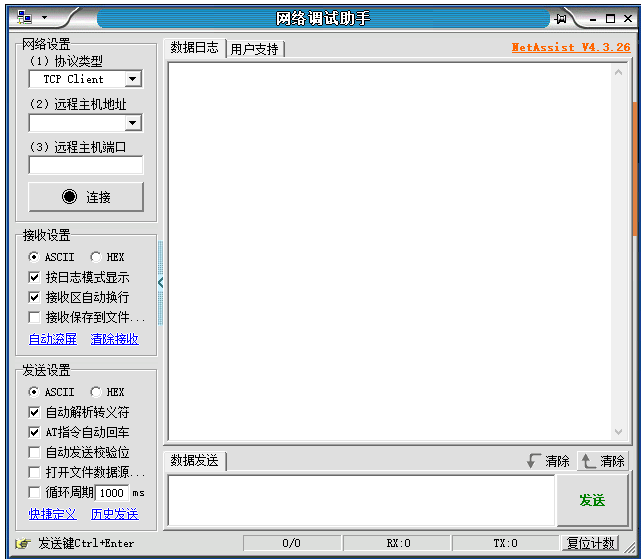 网络调试助手
网络设置
(1) 协议类型
TCP Client
(2) 远程主机地址
(3) 远程主机端口
连接
接收设置
ASCII HEX
按日志模式显示
接收区自动换行
接收保存到文件...
自动滚屏 清除接收
发送设置
ASCII HEX
自动解析转义符
AT指令自动回车
自动发送校验位
打开文件数据源...
循环周期 1000 ms
快捷定义 历史发送
数据日志 用户支持 NetAssist V4.3.26
数据发送 清除 清除
发送
发送键Ctrl+Enter 0/0 RX:0 TX:0 复位计数